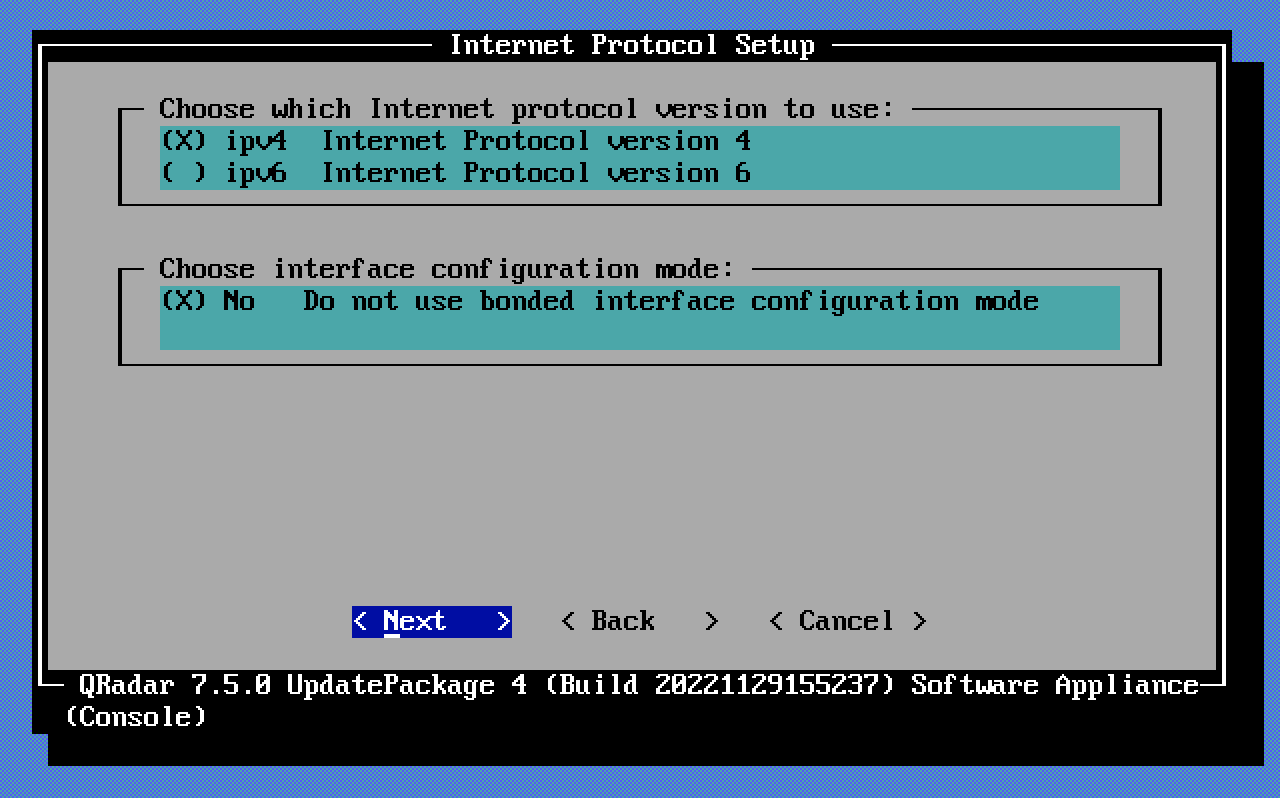 Internet Protocol Setup
Choose which Internet protocol version to use:
(X) ipv4  Internet Protocol version 4
( ) ipv6  Internet Protocol version 6
Choose interface configuration mode:
(X) No   Do not use bonded interface configuration mode
< Next   >   < Back   >   < Cancel >
QRadar 7.5.0 UpdatePackage 4 (Build 20221129155237) Software Appliance
(Console)